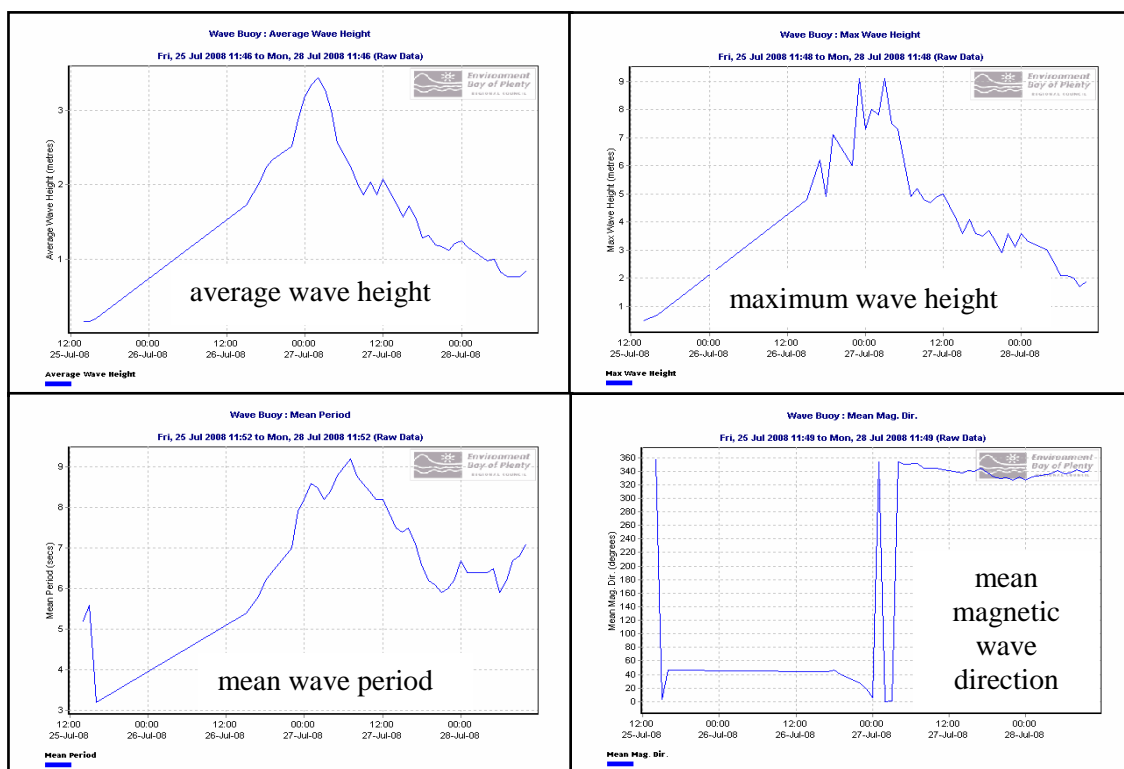 Wave Buoy : Average Wave Height
Fri, 25 Jul 2008 11:46 to Mon, 28 Jul 2008 11:46 (Raw Data)
Environment
Bay of Plenty
REGIONAL COUNCIL
Average Wave Height (metres)
3
2
1
average wave height
12:00 00:00 12:00 00:00 12:00 00:00
25-Jul-08 26-Jul-08 26-Jul-08 27-Jul-08 27-Jul-08 28-Jul-08
Average Wave Height
Wave Buoy : Max Wave Height
Fri, 25 Jul 2008 11:48 to Mon, 28 Jul 2008 11:48 (Raw Data)
Environment
Bay of Plenty
REGIONAL COUNCIL
Max Wave Height (metres)
9
8
7
6
5
4
3
2
1
maximum wave height
12:00 00:00 12:00 00:00 12:00 00:00
25-Jul-08 26-Jul-08 26-Jul-08 27-Jul-08 27-Jul-08 28-Jul-08
Max Wave Height
Wave Buoy : Mean Period
Fri, 25 Jul 2008 11:52 to Mon, 28 Jul 2008 11:52 (Raw Data)
Environment
Bay of Plenty
REGIONAL COUNCIL
Mean Period (secs)
9
8
7
6
5
4
3
mean wave period
12:00 00:00 12:00 00:00 12:00 00:00
25-Jul-08 26-Jul-08 26-Jul-08 27-Jul-08 27-Jul-08 28-Jul-08
Mean Period
Wave Buoy : Mean Mag. Dir.
Fri, 25 Jul 2008 11:49 to Mon, 28 Jul 2008 11:49 (Raw Data)
Environment
Bay of Plenty
Mean Mag. Dir. (degrees)
360
340
320
300
280
260
240
220
200
180
160
140
120
100
80
60
40
20
0
mean
magnetic
wave
direction
12:00 00:00 12:00 00:00 12:00 00:00
25-Jul-08 26-Jul-08 26-Jul-08 27-Jul-08 27-Jul-08 28-Jul-08
Mean Mag. Dir.